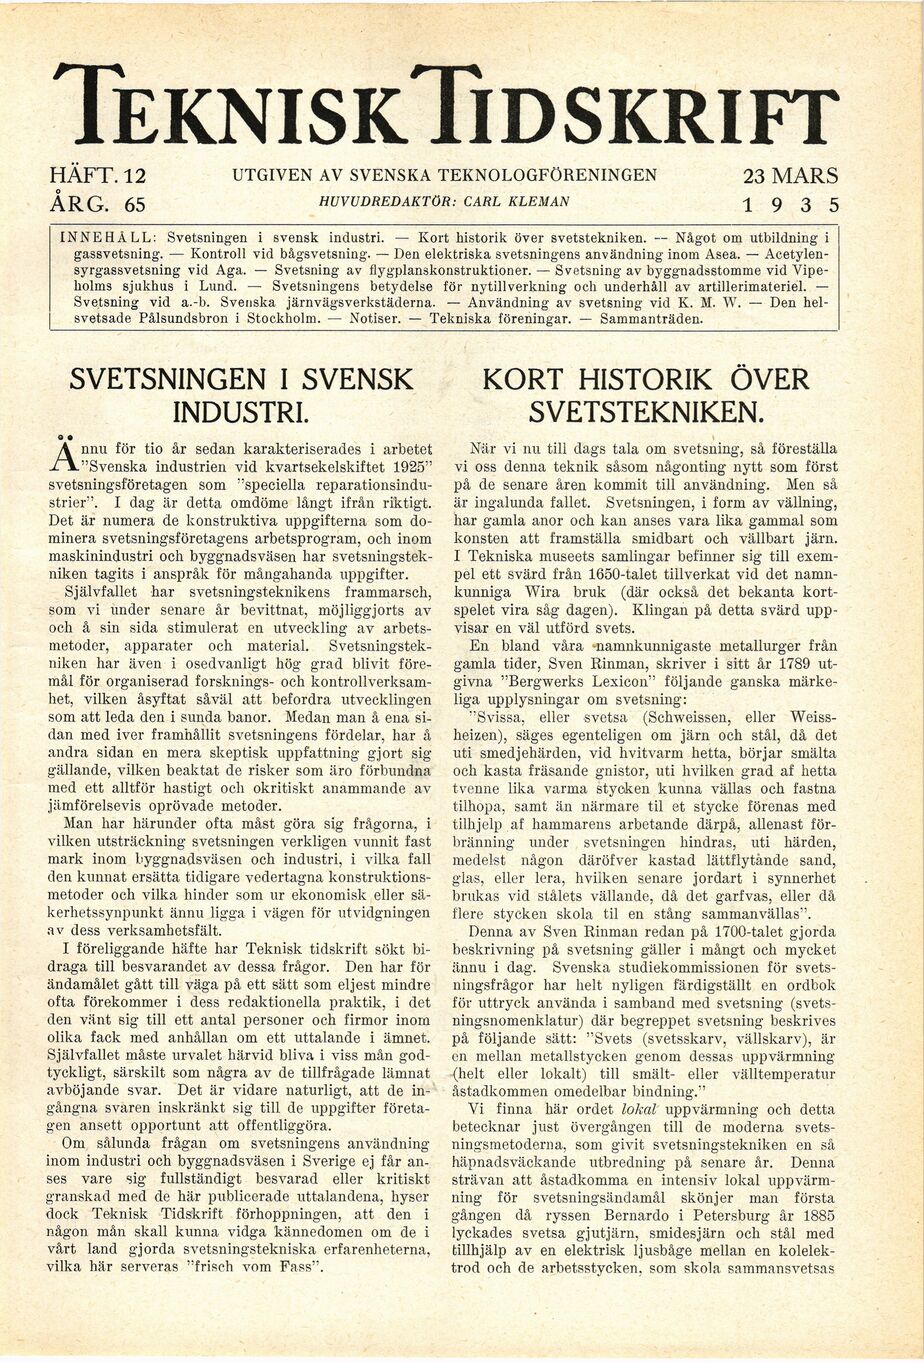 TEKNISK TIDSKRIFT
HÄFT. 12 UTGIVEN AV SVENSKA TEKNOLOGFÖRENINGEN 23 MARS
ÅRG. 65 HUVUDREDAKTÖR: CARL KLEMAN 1 9 3 5
INNEHÅLL: Svetsningen i svensk industri. — Kort historik över svetstekniken. — Något om utbildning i
gassvetsning. — Kontroll vid bågsvetsning. — Den elektriska svetsningens användning inom Asea. — Acetylen-
syrgassvetsning vid Aga. — Svetsning av flygplanskonstruktioner. — Svetsning av byggnadsstomme vid Vipe-
holms sjukhus i Lund. — Svetsningens betydelse för nytillverkning och underhåll av artillerimateriel. —
Svetsning vid a.-b. Svenska järnvägsverkstäderna. — Användning av svetsning vid K. M. W. — Den hel-
svetsade Pålsundsbron i Stockholm. — Notiser. — Tekniska föreningar. — Sammanträden.
SVETSNINGEN I SVENSK
INDUSTRI.
Ännu för tio år sedan karakteriserades i arbetet
"Svenska industrien vid kvartsekelskiftet 1925"
svetsningsföretagen som "speciella reparationsindu-
strier". I dag är detta omdöme långt ifrån riktigt.
Det är numera de konstruktiva uppgifterna som do-
minera svetsningsföretagens arbetsprogram, och inom
maskinindustri och byggnadsväsen har svetsningstek-
niken tagits i anspråk för mångahanda uppgifter.
Självfallet har svetsningsteknikens frammarsch,
som vi under senare år bevittnat, möjliggjorts av
och å sin sida stimulerat en utveckling av arbets-
metoder, apparater och material. Svetsningstek-
niken har även i osedvanligt hög grad blivit före-
mål för organiserad forsknings- och kontrollverksam-
het, vilken åsyftat såväl att befordra utvecklingen
som att leda den i sunda banor. Medan man å ena si-
dan med iver framhållit svetsningens fördelar, har å
andra sidan en mera skeptisk uppfattning gjort sig
gällande, vilken beaktat de risker som äro förbundna
med ett alltför hastigt och okritiskt anammande av
jämförelsevis oprövade metoder.
Man har härunder ofta måst göra sig frågorna, i
vilken utsträckning svetsningen verkligen vunnit fast
mark inom byggnadsväsen och industri, i vilka fall
den kunnat ersätta tidigare vedertagna konstruktions-
metoder och vilka hinder som ur ekonomisk eller sä-
kerhetssynpunkt ännu ligga i vägen för utvidgningen
av dess verksamhetsfält.
I föreliggande häfte har Teknisk tidskrift sökt bi-
draga till besvarandet av dessa frågor. Den har för
ändamålet gått till väga på ett sätt som eljest mindre
ofta förekommer i dess redaktionella praktik, i det
den vänt sig till ett antal personer och firmor inom
olika fack med anhållan om ett uttalande i ämnet.
Självfallet måste urvalet härvid bliva i viss mån god-
tyckligt, särskilt som några av de tillfrågade lämnat
avböjande svar. Det är vidare naturligt, att de in-
gångna svaren inskränkt sig till de uppgifter företa-
gen ansett opportunt att offentliggöra.
Om sålunda frågan om svetsningens användning
inom industri och byggnadsväsen i Sverige ej får an-
ses vare sig fullständigt besvarad eller kritiskt
granskad med de här publicerade uttalandena, hyser
dock Teknisk Tidskrift förhoppningen, att den i
någon mån skall kunna vidga kännedomen om de i
vårt land gjorda svetsningstekniska erfarenheterna,
vilka här serveras "frisch vom Fass".
KORT HISTORIK ÖVER
SVETSTEKNIKEN.
När vi nu till dags tala om svetsning, så föreställa
vi oss denna teknik såsom någonting nytt som först
på de senare åren kommit till användning. Men så
är ingalunda fallet. Svetsningen, i form av vällning,
har gamla anor och kan anses vara lika gammal som
konsten att framställa smidbart och vällbart järn.
I Tekniska museets samlingar befinner sig till exem-
pel ett svärd från 1650-talet tillverkat vid det namn-
kunniga Wira bruk (där också det bekanta kort-
spelet vira såg dagen). Klingan på detta svärd upp-
visar en väl utförd svets.
En bland våra namnkunnigaste metallurger från
gamla tider, Sven Rinman, skriver i sitt år 1789 ut-
givna "Bergwerks Lexicon" följande ganska märke-
liga upplysningar om svetsning:
"Svissa, eller svetsa (Schweissen, eller Weiss-
heizen), säges egenteligen om järn och stål, då det
uti smedjehärden, vid hvitvarm hetta, börjar smälta
och kasta fräsande gnistor, uti hvilken grad af hetta
tvenne lika varma stycken kunna vällas och fastna
tilhopa, samt än närmare til et stycke förenas med
tilhjelp af hammarens arbetande därpå, allenast för-
bränning under svetsningen hindras, uti härden,
medelst någon däröfver kastad lättflytande sand,
glas, eller lera, hvilken senare jordart i synnerhet
brukas vid stålets vällande, då det garfvas, eller då
flere stycken skola til en stång sammanvällas".
Denna av Sven Rinman redan på 1700-talet gjorda
beskrivning på svetsning gäller i mångt och mycket
ännu i dag. Svenska studiekommissionen för svets-
ningsfrågor har helt nyligen färdigställt en ordbok
för uttryck använda i samband med svetsning (svets-
ningsnomenklatur) där begreppet svetsning beskrives
på följande sätt: "Svets (svetsskarv, vällskarv), är
en mellan metallstycken genom dessas uppvärmning
(helt eller lokalt) till smält- eller välltemperatur
åstadkommen omedelbar bindning."
Vi finna här ordet lokal uppvärmning och detta
betecknar just övergången till de moderna svets-
ningsmetoderna, som givit svetsningstekniken en så
häpnadsväckande utbredning på senare år. Denna
strävan att åstadkomma en intensiv lokal uppvärm-
ning för svetsningsändamål skönjer man första
gången då ryssen Bernardo i Petersburg år 1885
lyckades svetsa gjutjärn, smidesjärn och stål med
tillhjälp av en elektrisk ljusbåge mellan en kolelek-
trod och de arbetsstycken, som skola sammansvetsas